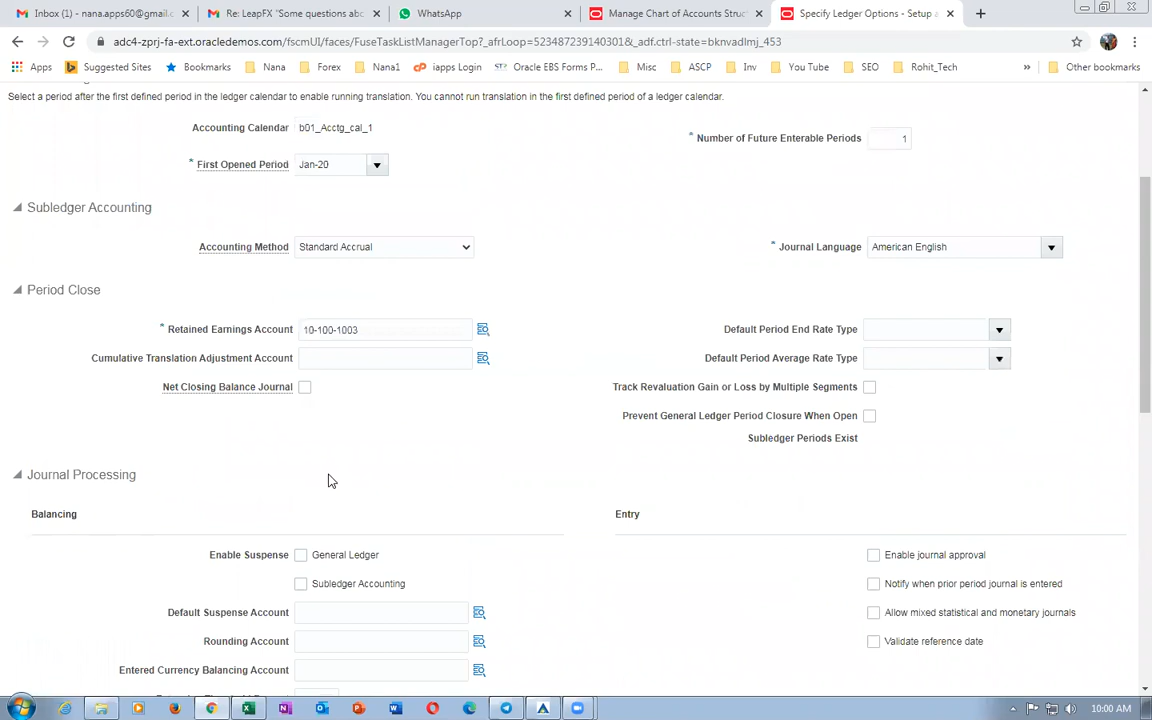 Inbox (1) - nana.apps60@gmail.c
Re: LeapFX "Some questions abc
WhatsApp
Manage Chart of Accounts Struct
Specify Ledger Options - Setup a
adc4-zprj-fa-ext.oracledemos.com/fscmUI/faces/FuseTaskListManagerTop?_afrLoop=52348723914030​1&_adf.ctrl-state=bknvadlmj_453
Apps
Suggested Sites
Bookmarks
Nana
Forex
Nana1
iapps Login
Oracle EBS Forms P...
Misc
ASCP
Inv
You Tube
SEO
Rohit_Tech
»
Other bookmarks
Select a period after the first defined period in the ledger calendar to enable running translation. You cannot run translation in the first defined period of a ledger calendar.
Accounting Calendar b01_Acctg_cal_1
* Number of Future Enterable Periods 1
* First Opened Period Jan-20
Subledger Accounting
Accounting Method Standard Accrual
* Journal Language American English
Period Close
* Retained Earnings Account 10-100-1003
Default Period End Rate Type
Cumulative Translation Adjustment Account
Default Period Average Rate Type
Net Closing Balance Journal
Track Revaluation Gain or Loss by Multiple Segments
Prevent General Ledger Period Closure When Open
Subledger Periods Exist
Journal Processing
Balancing
Entry
Enable Suspense General Ledger
Enable journal approval
Subledger Accounting
Notify when prior period journal is entered
Default Suspense Account
Allow mixed statistical and monetary journals
Rounding Account
Validate reference date
Entered Currency Balancing Account
10:00 AM